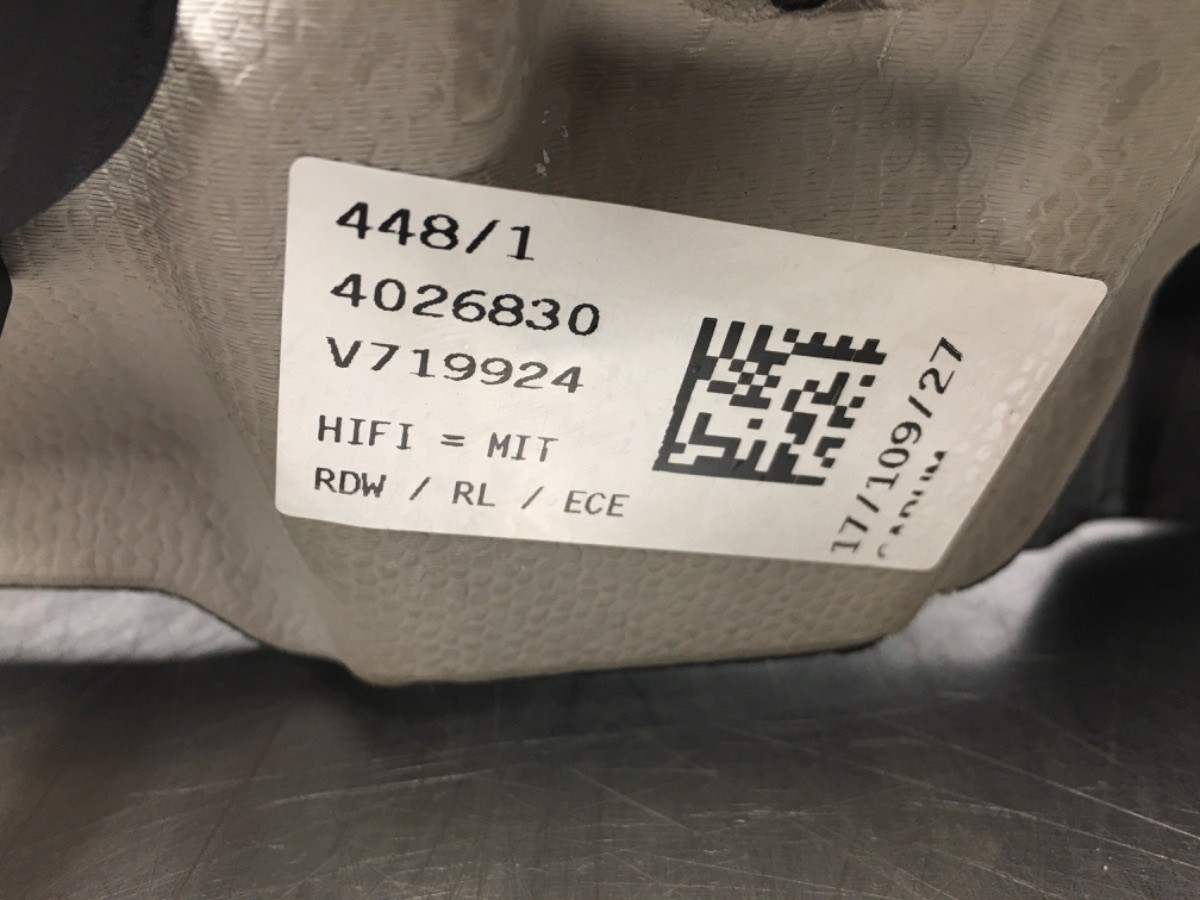 448/1
4026830
V719924
HIFI = MIT
RDW / RL / ECE
17/109/27